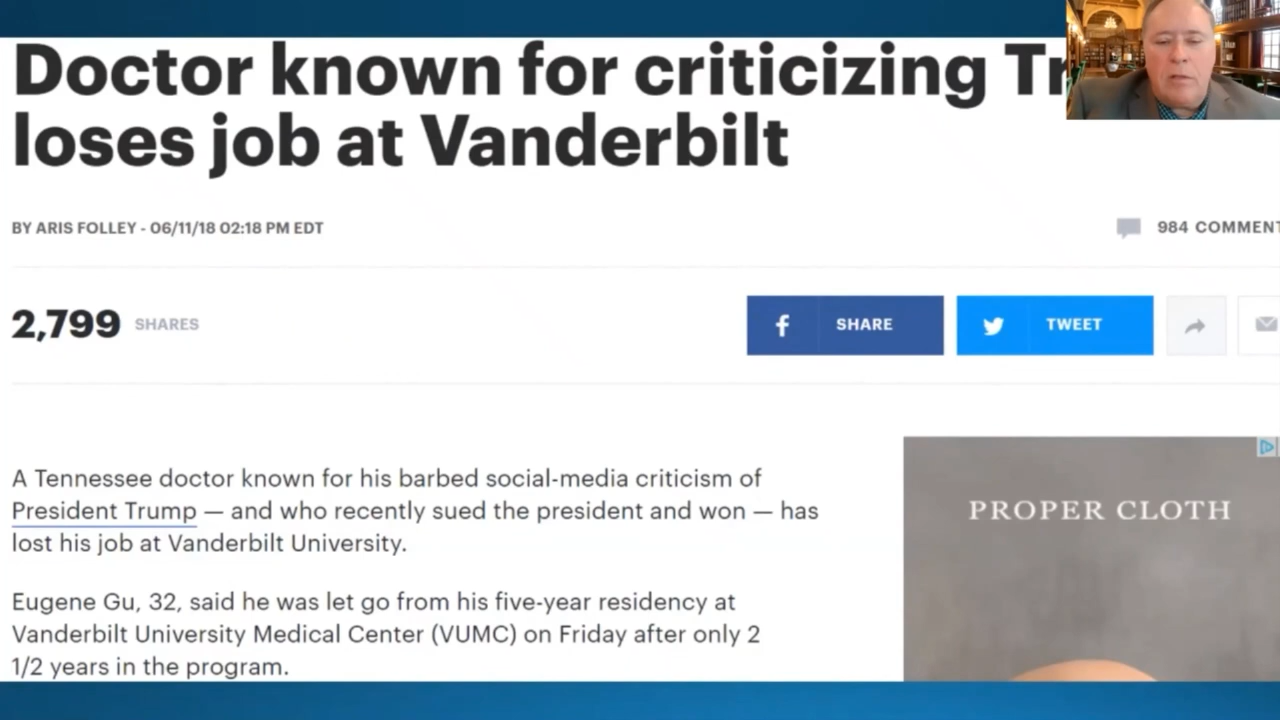 Doctor known for criticizing Tr
loses job at Vanderbilt
BY ARIS FOLLEY - 06/11/18 02:18 PM EDT
984 COMMENT
2,799 SHARES
SHARE
TWEET
A Tennessee doctor known for his barbed social-media criticism of
President Trump — and who recently sued the president and won — has
lost his job at Vanderbilt University.
PROPER CLOTH
Eugene Gu, 32, said he was let go from his five-year residency at
Vanderbilt University Medical Center (VUMC) on Friday after only 2
1/2 years in the program.